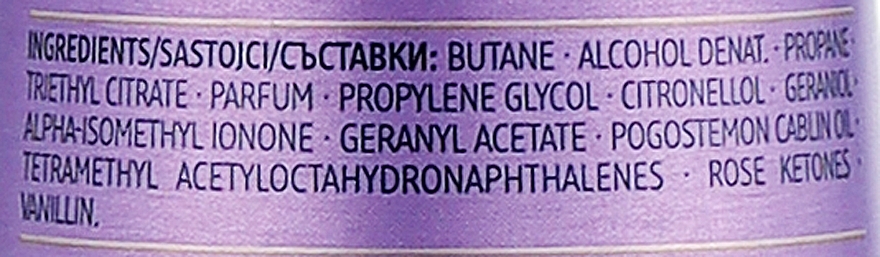 INGREDIENTS/SASTOJCI/СЪСТАВКИ: BUTANE · ALCOHOL DENAT. · PROPANE ·
TRIETHYL CITRATE · PARFUM · PROPYLENE GLYCOL · CITRONELLOL · GERANIOL ·
ALPHA-ISOMETHYL IONONE · GERANYL ACETATE · POGOSTEMON CABLIN OIL ·
TETRAMETHYL ACETYLOCTAHYDRONAPHTHALENES · ROSE KETONES ·
VANILLIN.